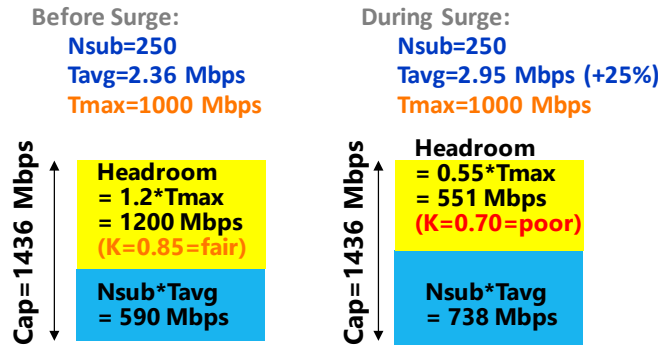 Before Surge:
Nsub=250
Tavg=2.36 Mbps
Tmax=1000 Mbps
Cap=1436 Mbps
Headroom
= 1.2*Tmax
= 1200 Mbps
(K=0.85=fair)
Nsub*Tavg
= 590 Mbps
During Surge:
Nsub=250
Tavg=2.95 Mbps (+25%)
Tmax=1000 Mbps
Cap=1436 Mbps
Headroom
= 0.55*Tmax
= 551 Mbps
(K=0.70=poor)
Nsub*Tavg
= 738 Mbps